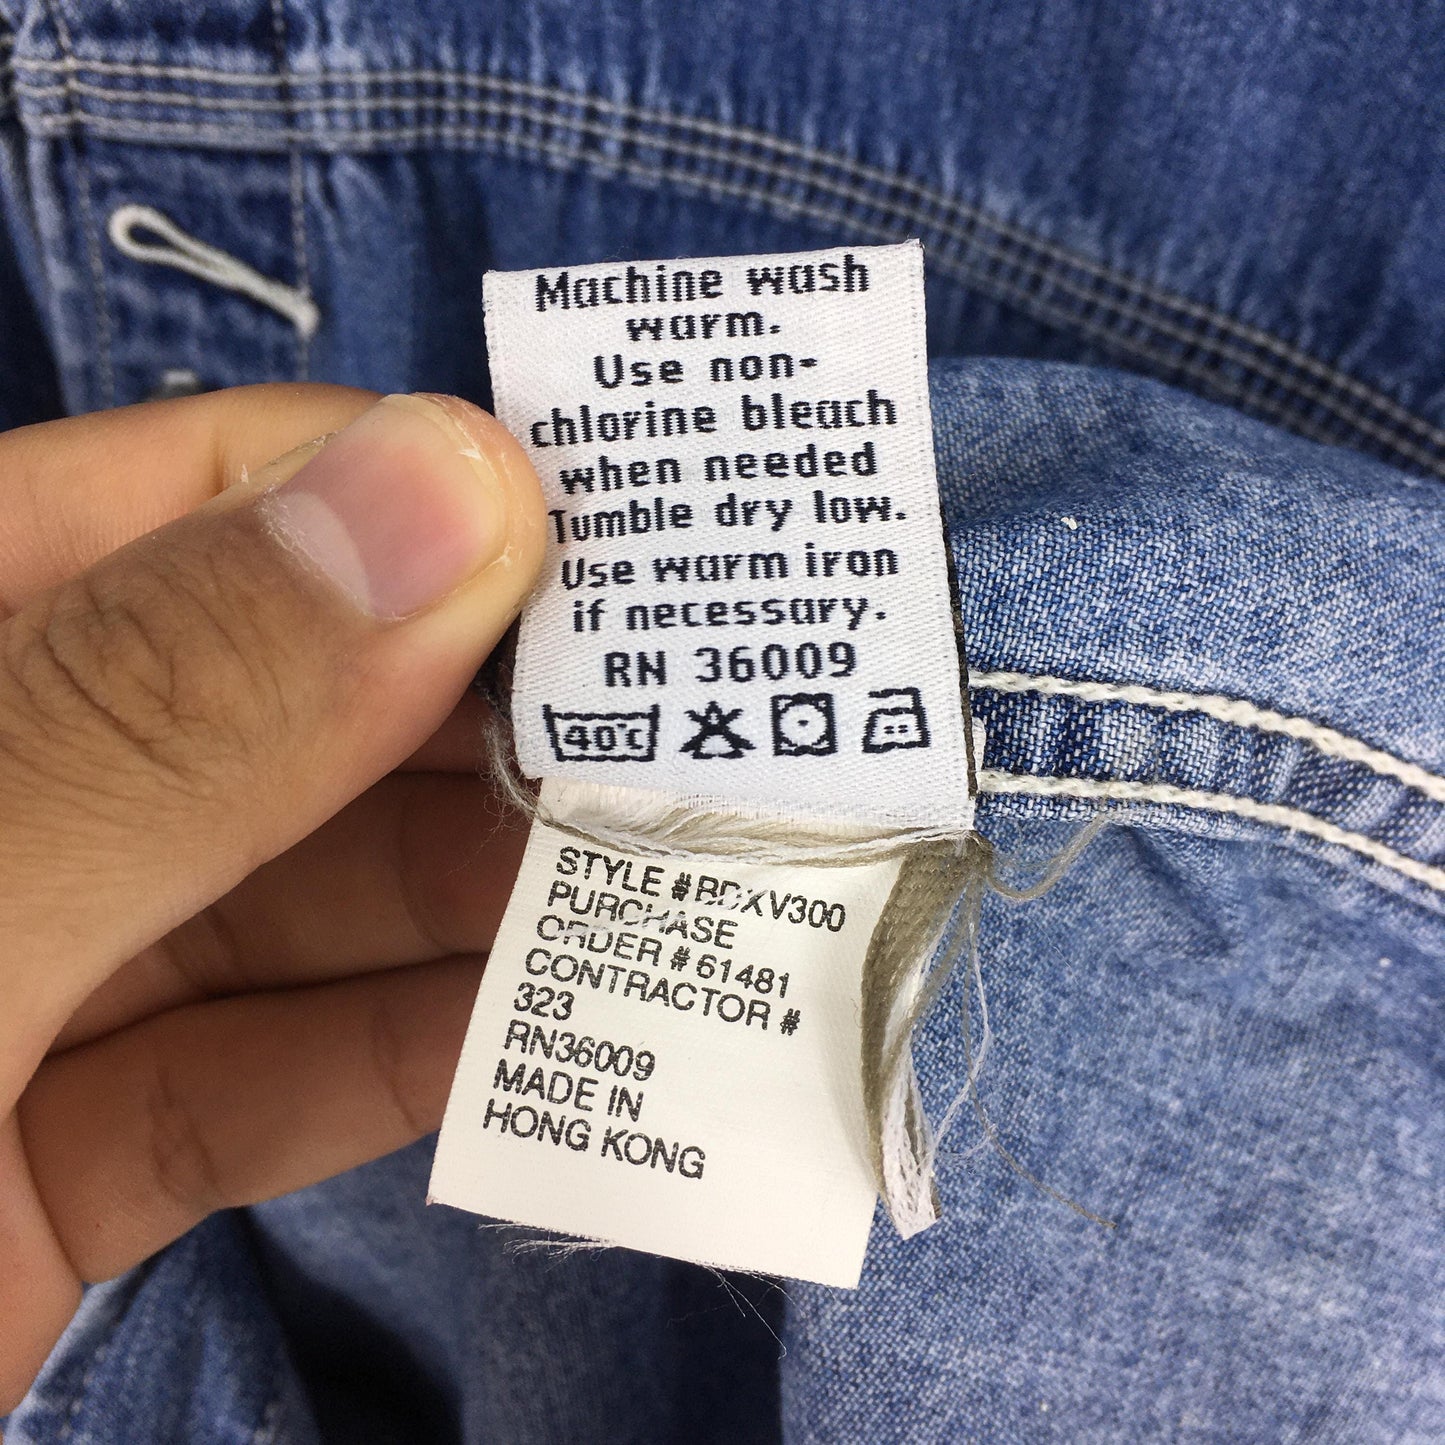 Machine wash
warm.
Use non-
chlorine bleach
when needed
Tumble dry low.
Use warm iron
if necessary.
RN 36009
40°C
STYLE #
PURCHASE
ORDER # 61481
CONTRACTOR #
323
RN36009
MADE IN
HONG KONG